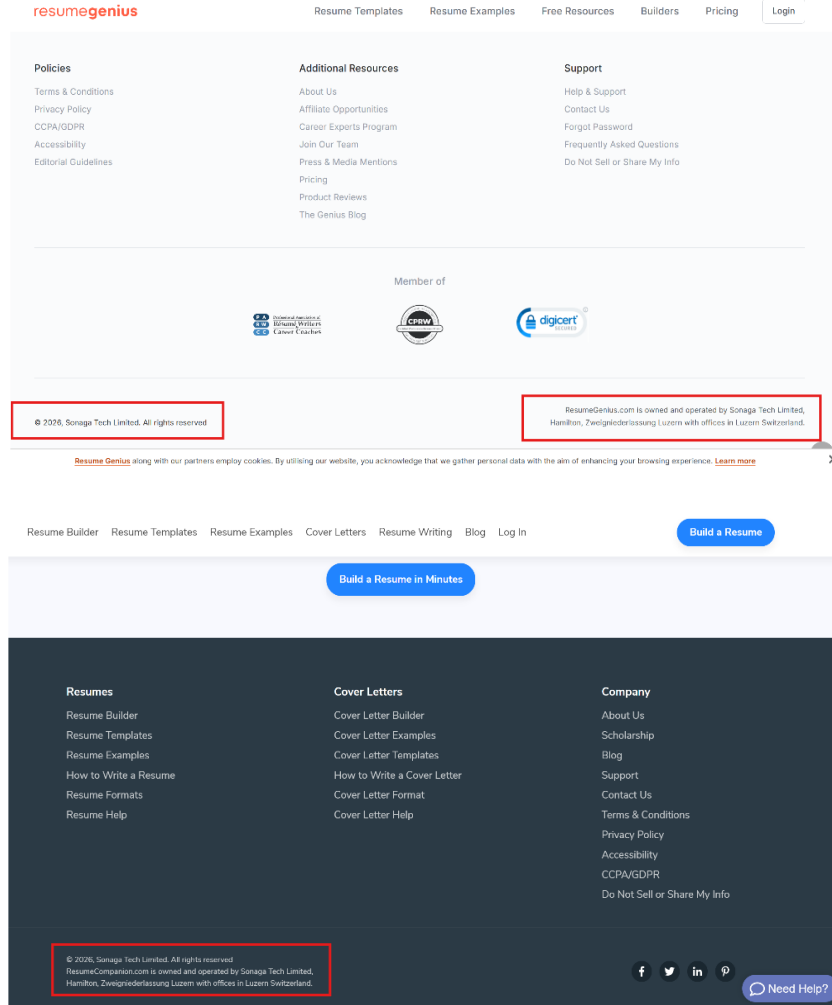 resumegenius
Resume Templates Resume Examples Free Resources Builders Pricing Login
Policies
Terms & Conditions
Privacy Policy
CCPA/GDPR
Accessibility
Editorial Guidelines
Additional Resources
About Us
Affiliate Opportunities
Career Experts Program
Join Our Team
Press & Media Mentions
Pricing
Product Reviews
The Genius Blog
Support
Help & Support
Contact Us
Forgot Password
Frequently Asked Questions
Do Not Sell or Share My Info
Member of
PA Professional Association of
RW Résumé Writers
CC Career Coaches
CPRW
digicert
SECURED
© 2026, Sonaga Tech Limited. All rights reserved
ResumeGenius.com is owned and operated by Sonaga Tech Limited,
Hamilton, Zweigniederlassung Luzern with offices in Luzern Switzerland.
Resume Genius along with our partners employ cookies. By utilising our website, you acknowledge that we gather personal data with the aim of enhancing your browsing experience. Learn more
Resume Builder Resume Templates Resume Examples Cover Letters Resume Writing Blog Log In Build a Resume
Build a Resume in Minutes
Resumes
Resume Builder
Resume Templates
Resume Examples
How to Write a Resume
Resume Formats
Resume Help
Cover Letters
Cover Letter Builder
Cover Letter Examples
Cover Letter Templates
How to Write a Cover Letter
Cover Letter Format
Cover Letter Help
Company
About Us
Scholarship
Blog
Support
Contact Us
Terms & Conditions
Privacy Policy
Accessibility
CCPA/GDPR
Do Not Sell or Share My Info
© 2026, Sonaga Tech Limited. All rights reserved
ResumeCompanion.com is owned and operated by Sonaga Tech Limited,
Hamilton, Zweigniederlassung Luzern with offices in Luzern Switzerland.
Need Help?